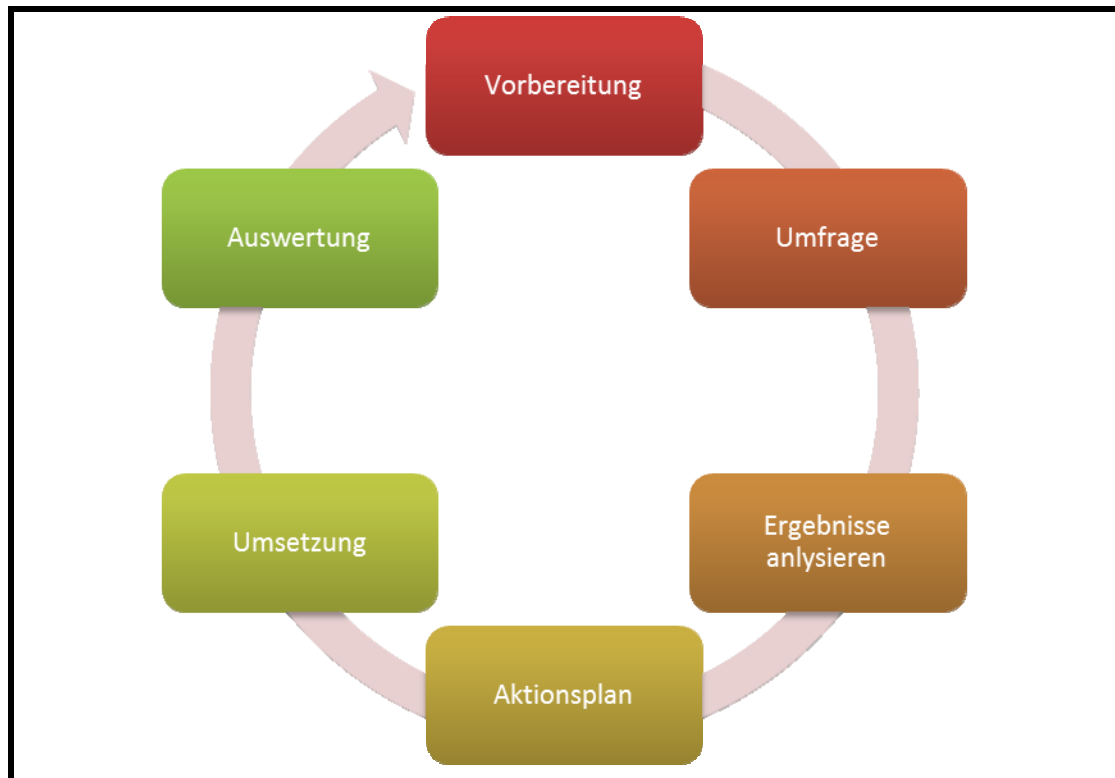 Vorbereitung
Umfrage
Ergebnisse
anlysieren
Aktionsplan
Umsetzung
Auswertung